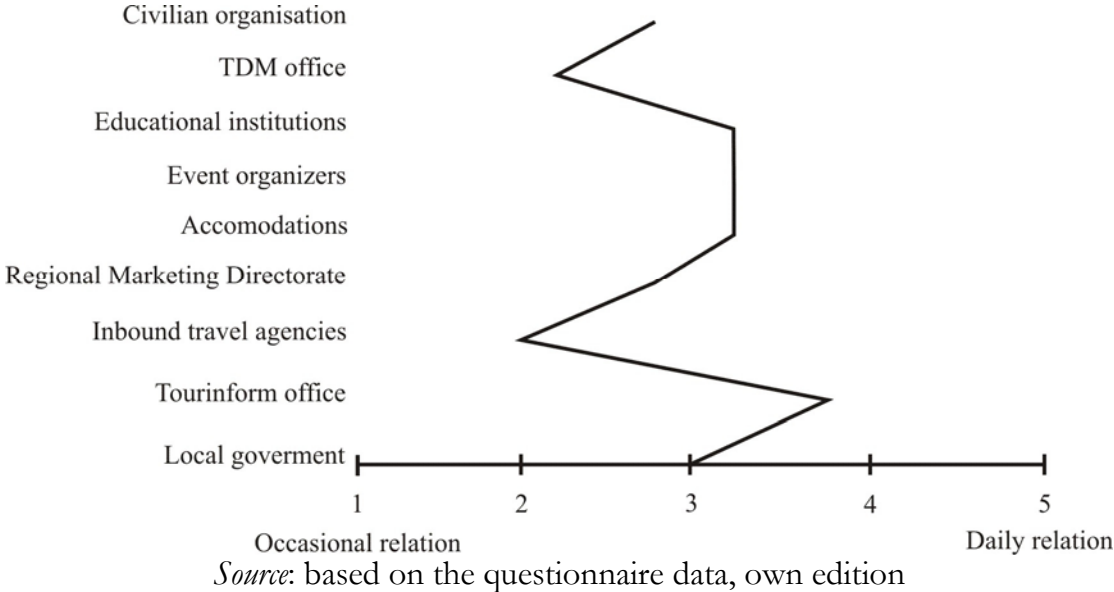 Civilian organisation
TDM office
Educational institutions
Event organizers
Accomodations
Regional Marketing Directorate
Inbound travel agencies
Tourinform office
Local goverment
1 2 3 4 5
Occasional relation Daily relation
Source: based on the questionnaire data, own edition